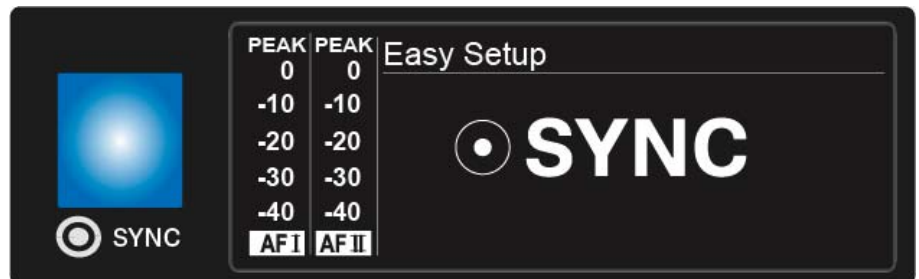 PEAK PEAK Easy Setup
0 0
-10 -10
-20 -20
SYNC
-30 -30
-40 -40
SYNC
AF I AF II